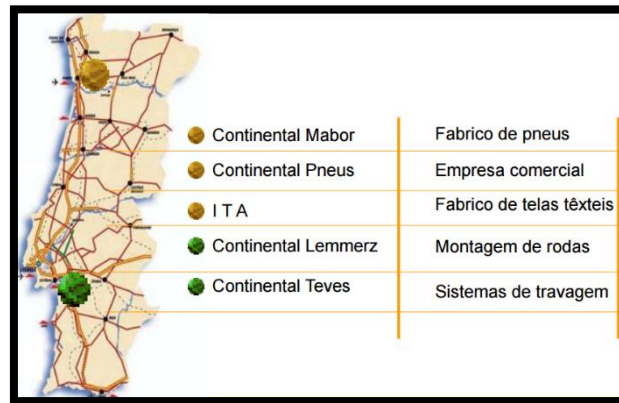 Continental Mabor Fabrico de pneus
Continental Pneus Empresa comercial
I T A Fabrico de telas têxteis
Continental Lemmerz Montagem de rodas
Continental Teves Sistemas de travagem